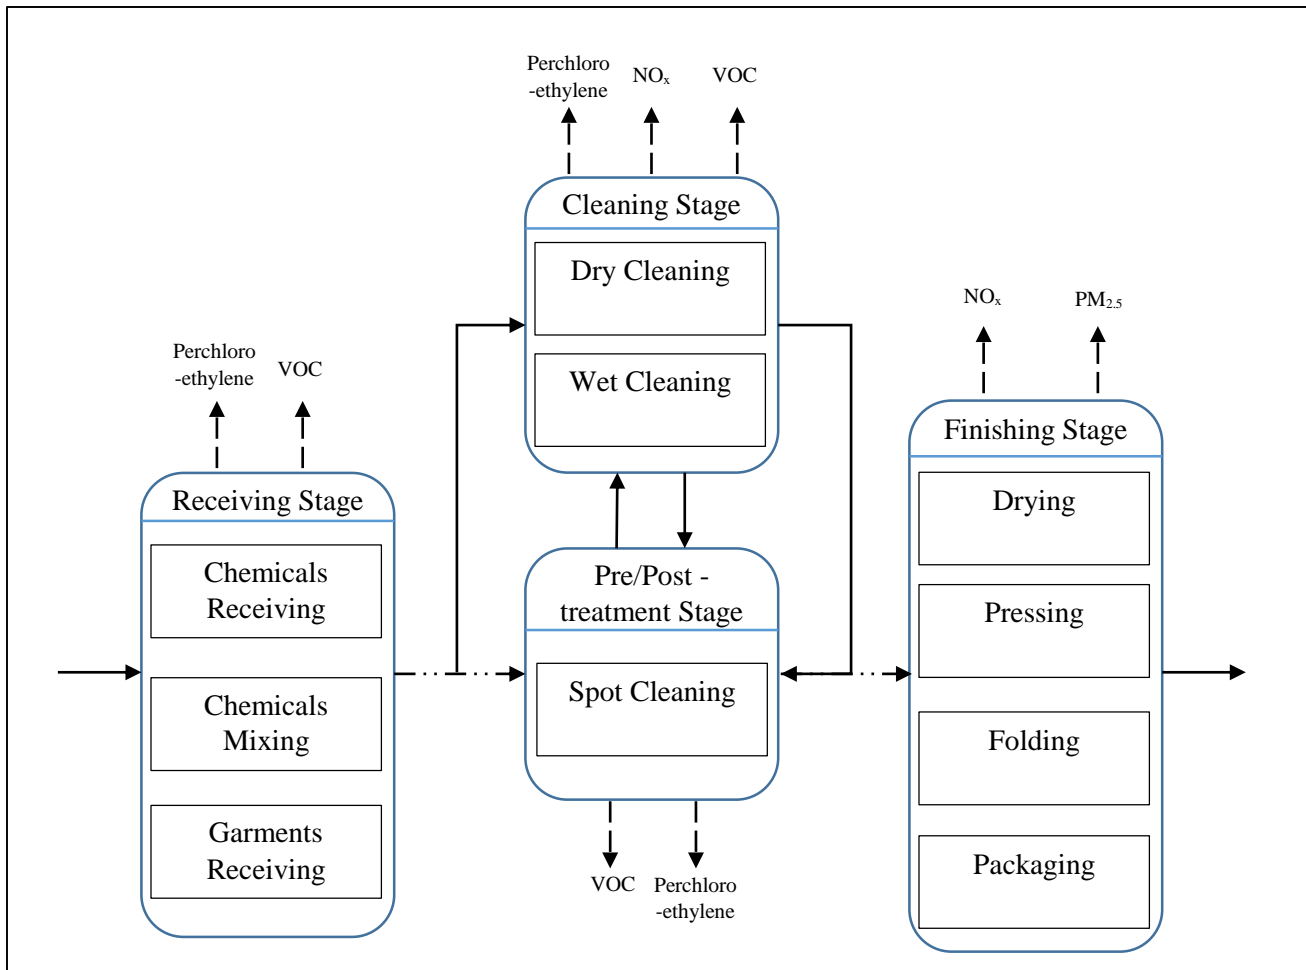 Perchloro
-ethylene
NOₓ
VOC
Cleaning Stage
Dry Cleaning
Wet Cleaning
Perchloro
-ethylene
VOC
Receiving Stage
Chemicals
Receiving
Chemicals
Mixing
Garments
Receiving
Pre/Post -
treatment Stage
Spot Cleaning
VOC
Perchloro
-ethylene
NOₓ
PM₂.₅
Finishing Stage
Drying
Pressing
Folding
Packaging